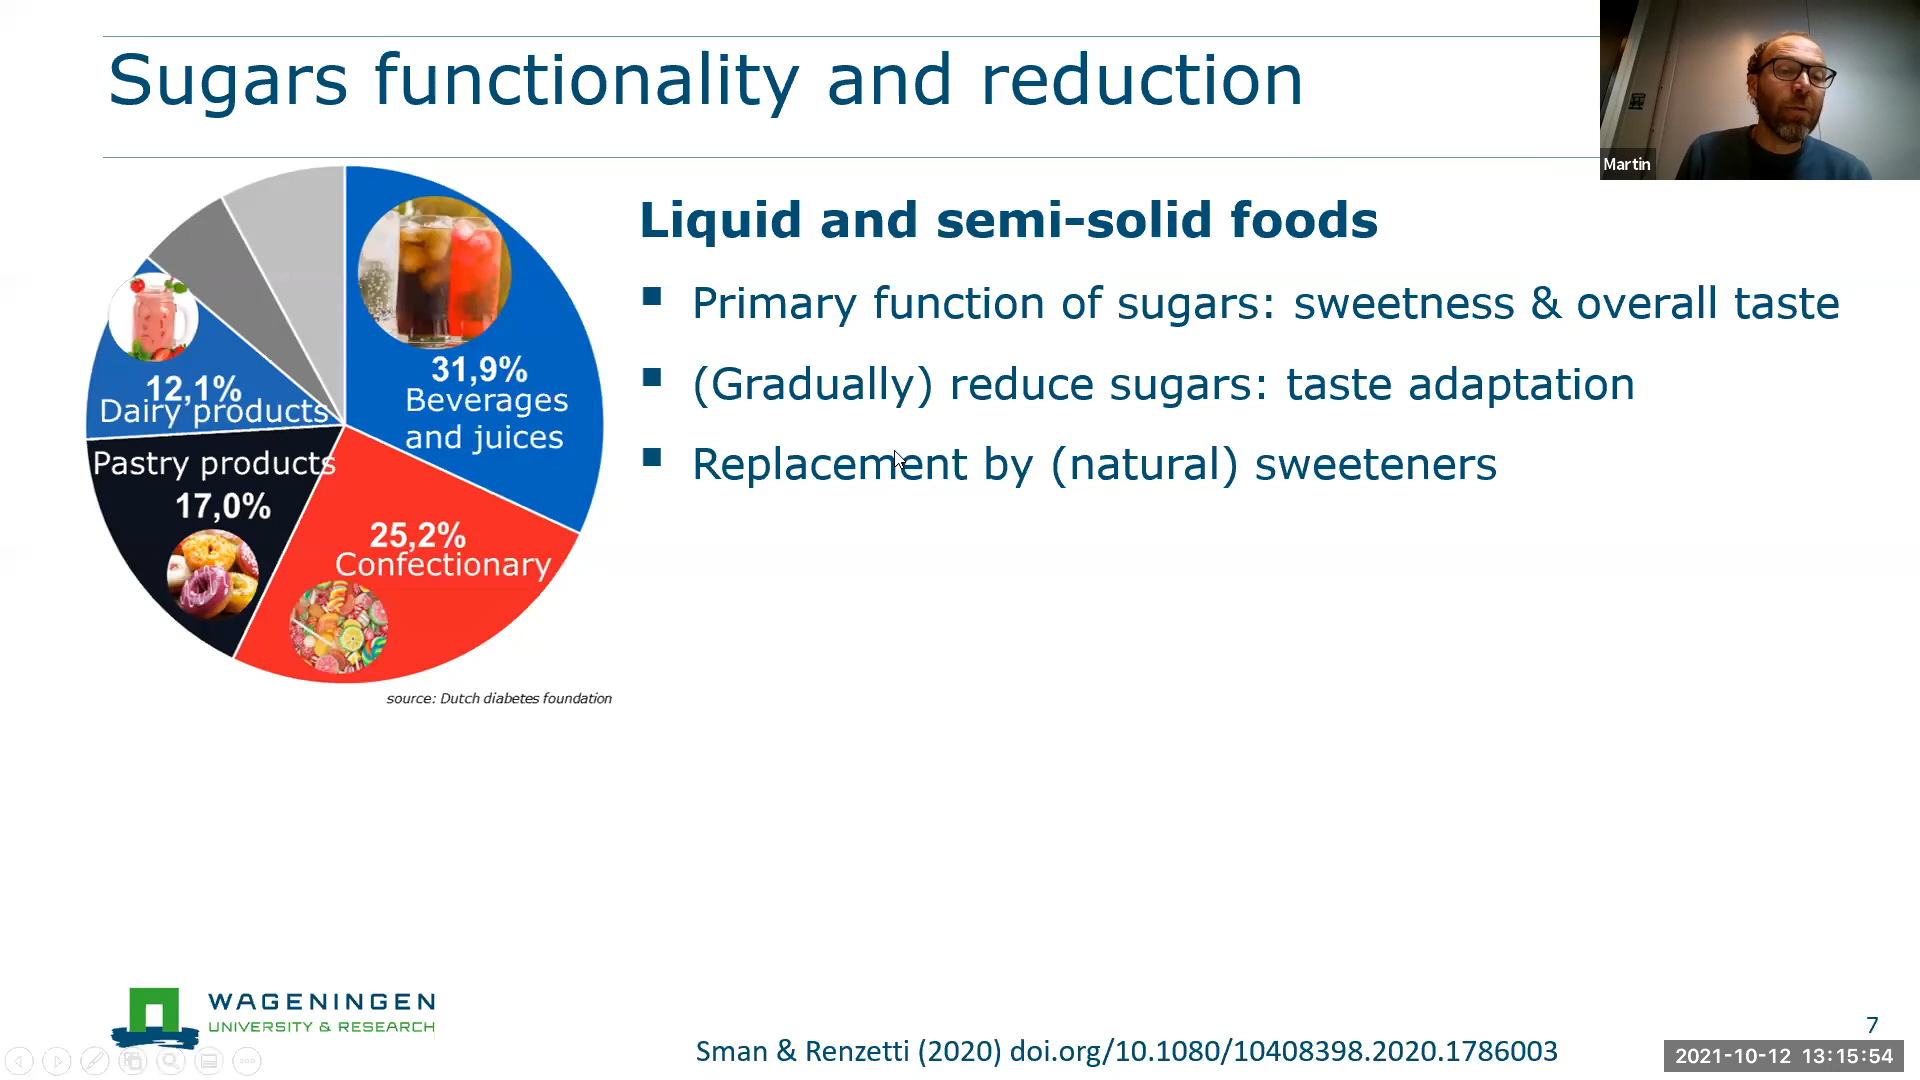 Sugars functionality and reduction
Martin
Liquid and semi-solid foods
Primary function of sugars: sweetness & overall taste
(Gradually) reduce sugars: taste adaptation
Replacement by (natural) sweeteners
31,9%
Beverages
and juices
12,1%
Dairy products
Pastry products
17,0%
25,2%
Confectionary
source: Dutch diabetes foundation
WAGENINGEN
UNIVERSITY & RESEARCH
Sman & Renzetti (2020) doi.org/10.1080/10408398.2020.1786003
7
2021-10-12 13:15:54